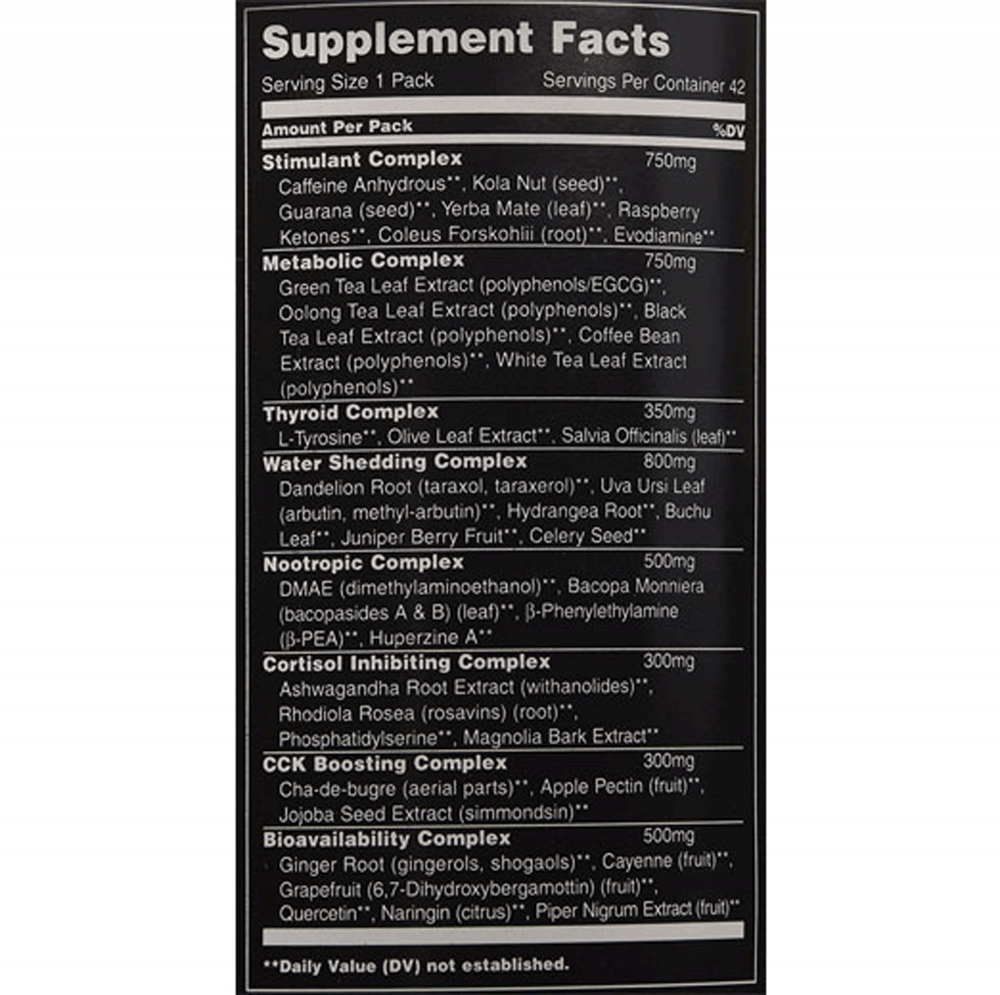 Supplement Facts
Serving Size 1 Pack Servings Per Container 42
Amount Per Pack %DV
Stimulant Complex 750mg
Caffeine Anhydrous**, Kola Nut (seed)**,
Guarana (seed)**, Yerba Mate (leaf)**, Raspberry
Ketones**, Coleus Forskohlii (root)**, Evodiamine**
Metabolic Complex 750mg
Green Tea Leaf Extract (polyphenols/EGCG)**,
Oolong Tea Leaf Extract (polyphenols)**, Black
Tea Leaf Extract (polyphenols)**, Coffee Bean
Extract (polyphenols)**, White Tea Leaf Extract
(polyphenols)**
Thyroid Complex 350mg
L-Tyrosine**, Olive Leaf Extract**, Salvia Officinalis (leaf)**
Water Shedding Complex 800mg
Dandelion Root (taraxol, taraxerol)**, Uva Ursi Leaf
(arbutin, methyl-arbutin)**, Hydrangea Root**, Buchu
Leaf**, Juniper Berry Fruit**, Celery Seed**
Nootropic Complex 500mg
DMAE (dimethylaminoethanol)**, Bacopa Monniera
(bacopasides A & B) (leaf)**, β-Phenylethylamine
(β-PEA)**, Huperzine A**
Cortisol Inhibiting Complex 300mg
Ashwagandha Root Extract (withanolides)**,
Rhodiola Rosea (rosavins) (root)**,
Phosphatidylserine**, Magnolia Bark Extract**
CCK Boosting Complex 300mg
Cha-de-bugre (aerial parts)**, Apple Pectin (fruit)**,
Jojoba Seed Extract (simmondsin)**
Bioavailability Complex 500mg
Ginger Root (gingerols, shogaols)**, Cayenne (fruit)**,
Grapefruit (6,7-Dihydroxybergamottin) (fruit)**,
Quercetin**, Naringin (citrus)**, Piper Nigrum Extract (fruit)**
**Daily Value (DV) not established.